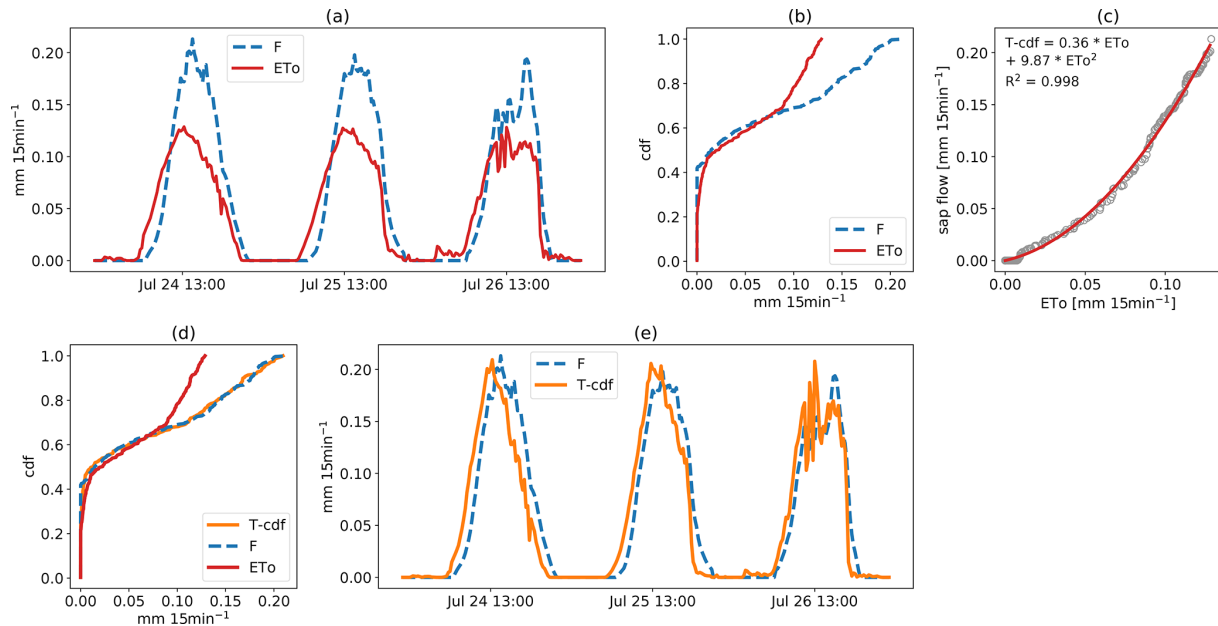 (a)
F
ETo
mm 15min⁻¹
0.20
0.15
0.10
0.05
0.00
Jul 24 13:00
Jul 25 13:00
Jul 26 13:00
(b)
cdf
1.0
0.8
0.6
0.4
0.2
0.0
F
ETo
0.00
0.05
0.10
0.15
0.20
mm 15min⁻¹
(c)
T-cdf = 0.36 * ETo
+ 9.87 * ETo²
R² = 0.998
sap flow [mm 15min⁻¹]
0.20
0.15
0.10
0.05
0.00
0.00
0.05
0.10
ETo [mm 15min⁻¹]
(d)
cdf
1.0
0.8
0.6
0.4
0.2
0.0
T-cdf
F
ETo
0.00
0.05
0.10
0.15
0.20
mm 15min⁻¹
(e)
F
T-cdf
mm 15min⁻¹
0.20
0.15
0.10
0.05
0.00
Jul 24 13:00
Jul 25 13:00
Jul 26 13:00